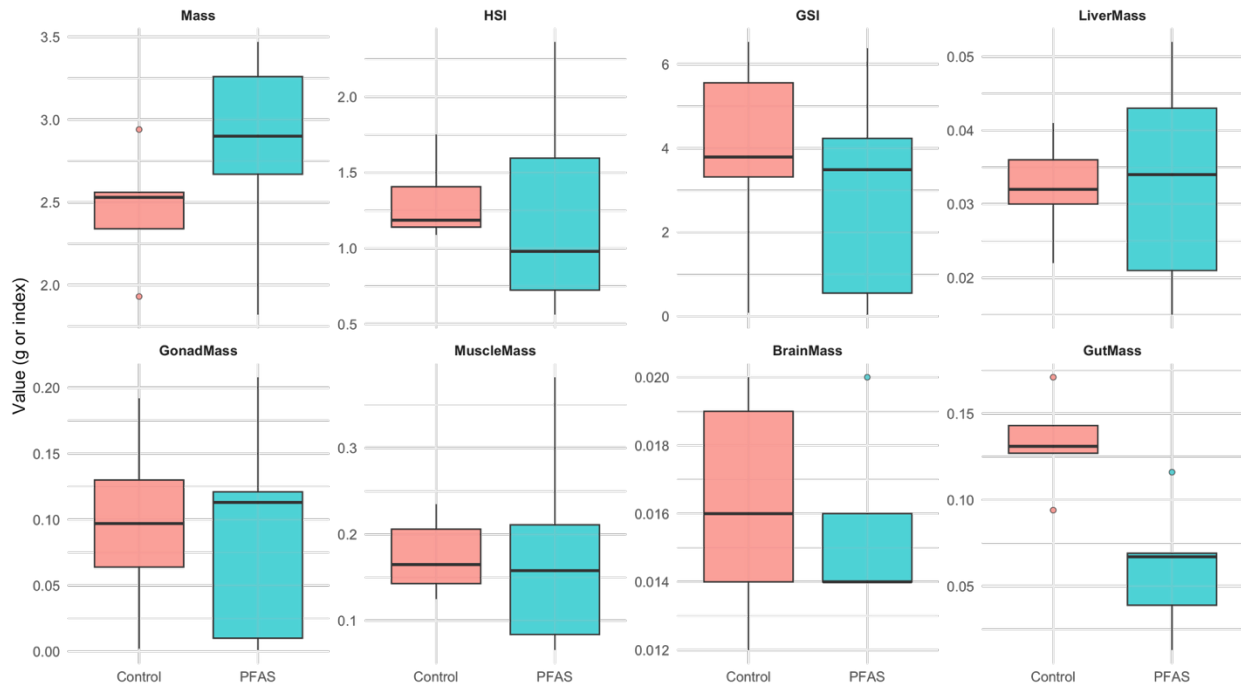 Mass
HSI
GSI
LiverMass
3.5
3.0
2.5
2.0
2.0
1.5
1.0
0.5
6
4
2
0
0.05
0.04
0.03
0.02
Value (g or index)
GonadMass
MuscleMass
BrainMass
GutMass
0.20
0.15
0.10
0.05
0.00
0.3
0.2
0.1
0.020
0.018
0.016
0.014
0.012
0.15
0.10
0.05
Control PFAS
Control PFAS
Control PFAS
Control PFAS